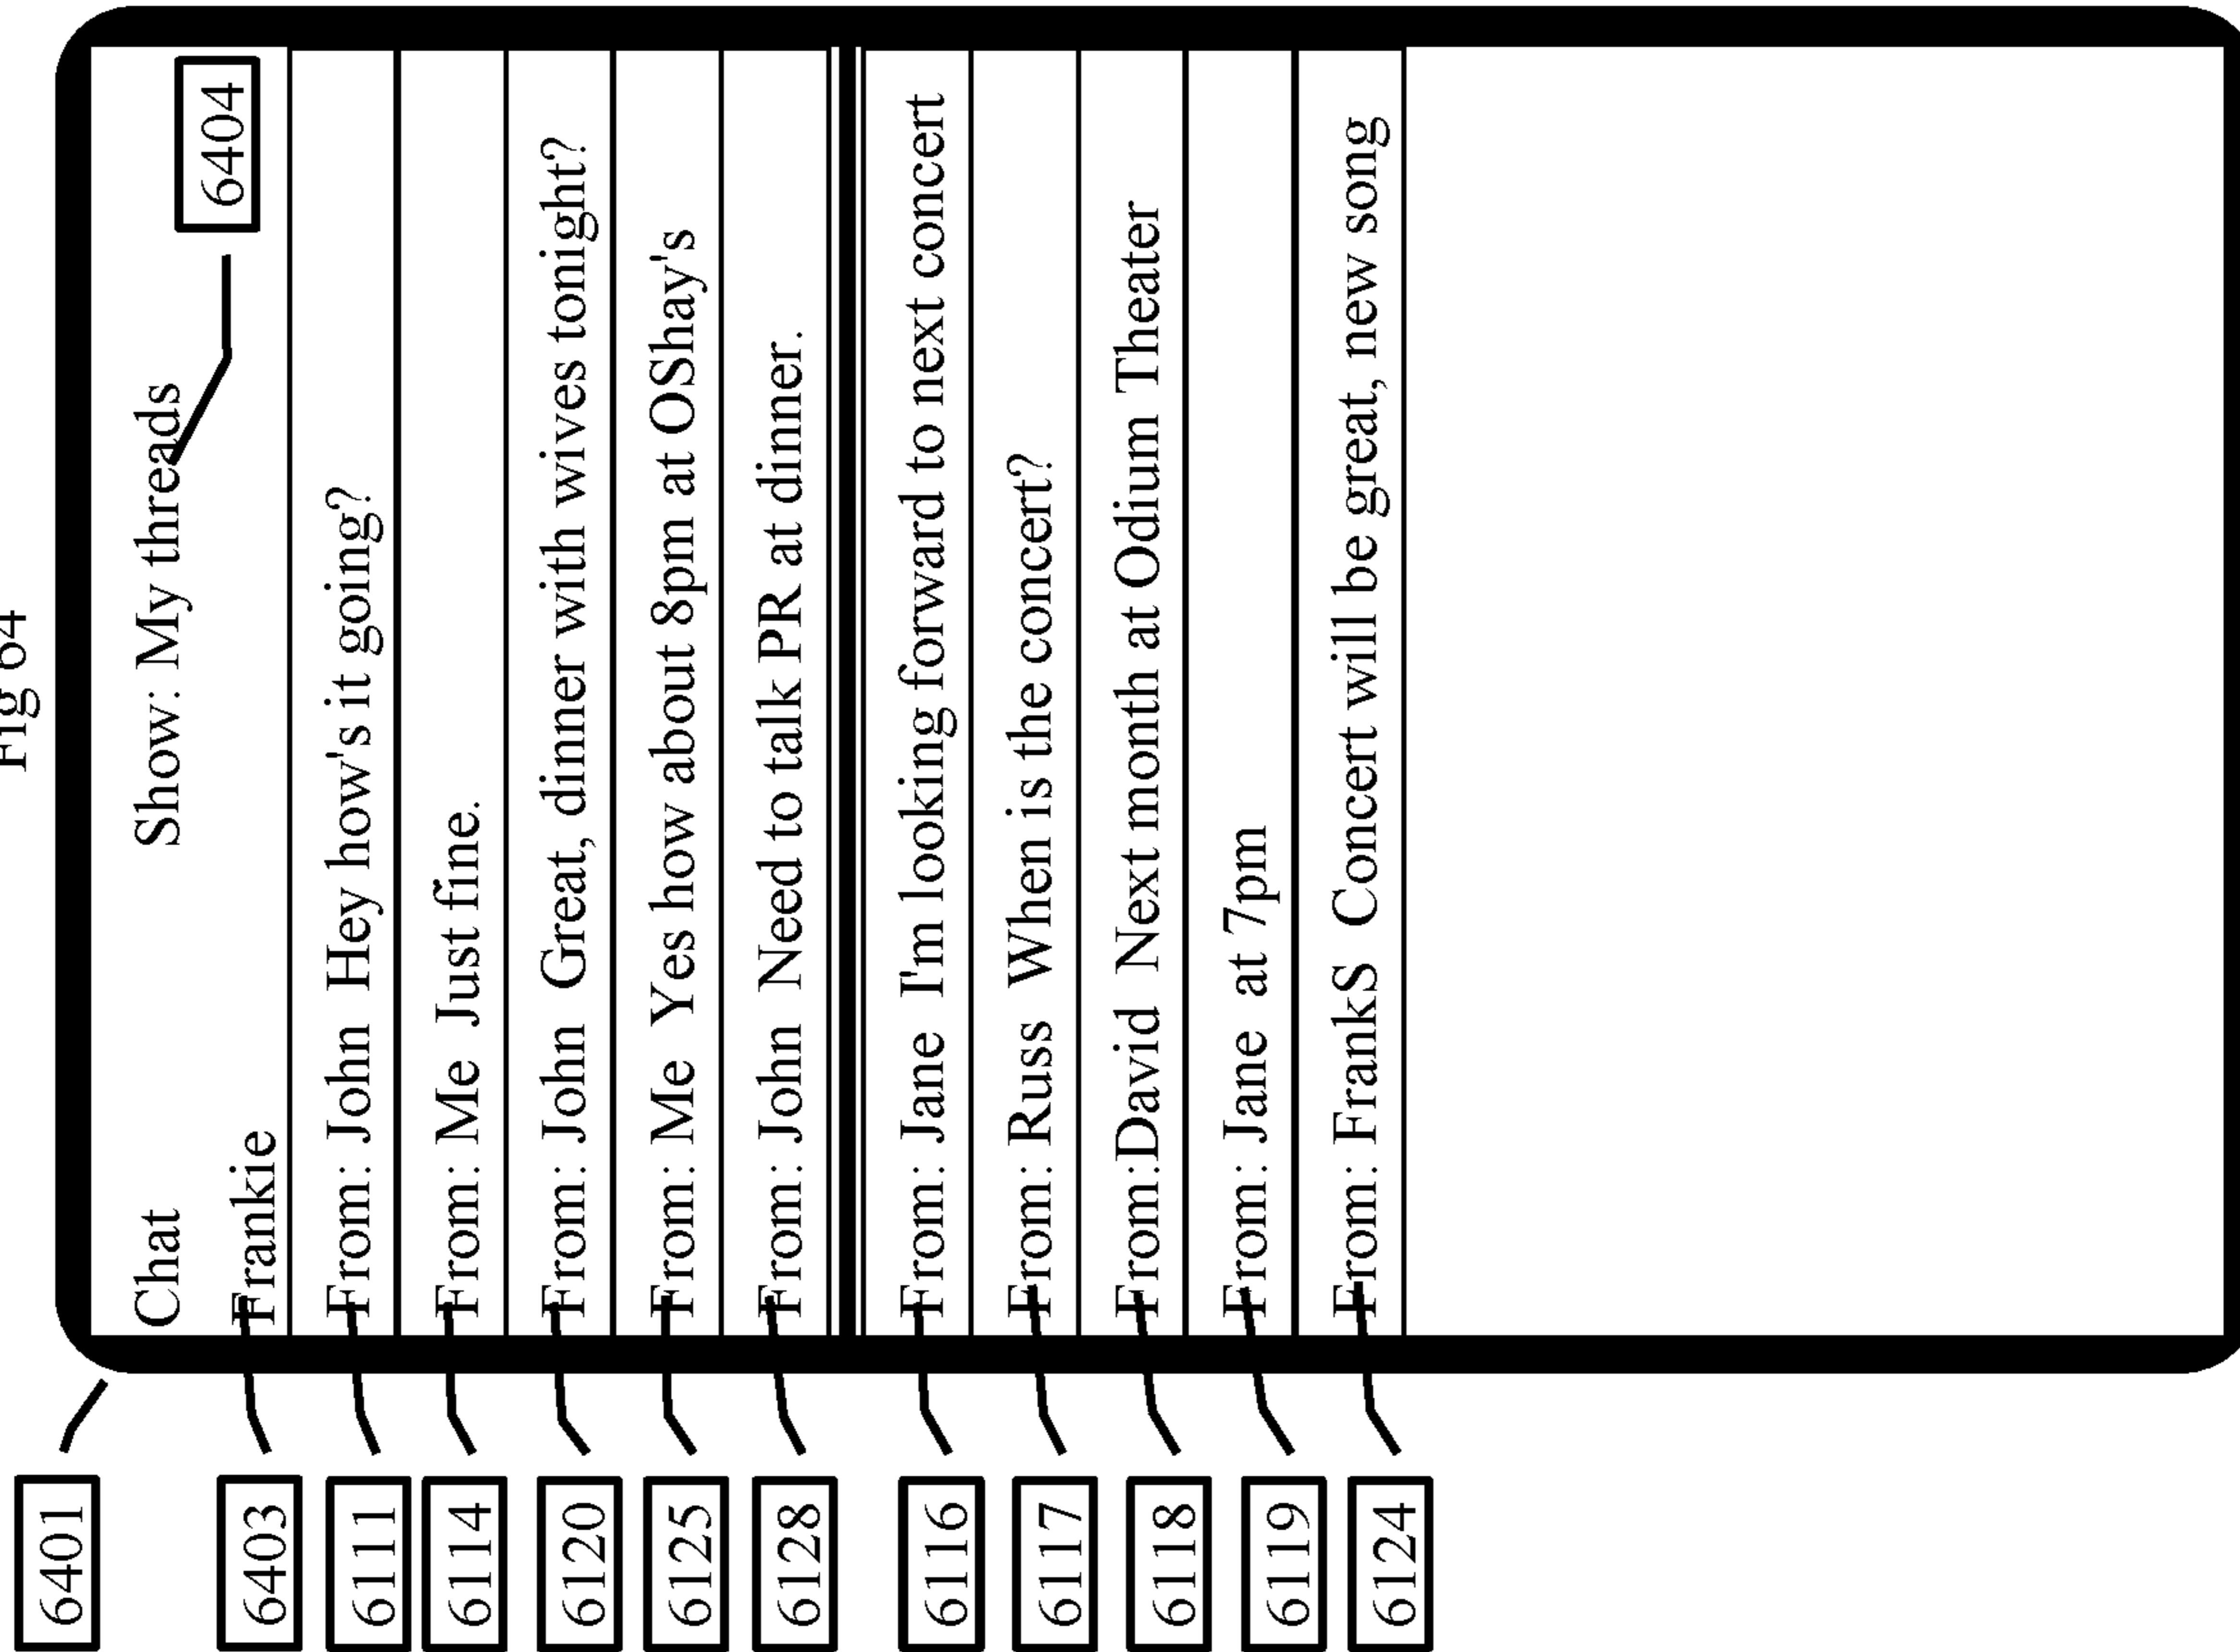 Fig 64
6401
Chat Show: My threads
6404
6403 Frankie
6111 From: John Hey how's it going?
6114 From: Me Just fine.
6120 From: John Great, dinner with wives tonight?
6125 From: Me Yes how about 8pm at OShay's
6128 From: John Need to talk PR at dinner.
6116 From: Jane I'm looking forward to next concert
6117 From: Russ When is the concert?
6118 From:David Next month at Odium Theater
6119 From: Jane at 7pm
6124 From: FrankS Concert will be great, new song